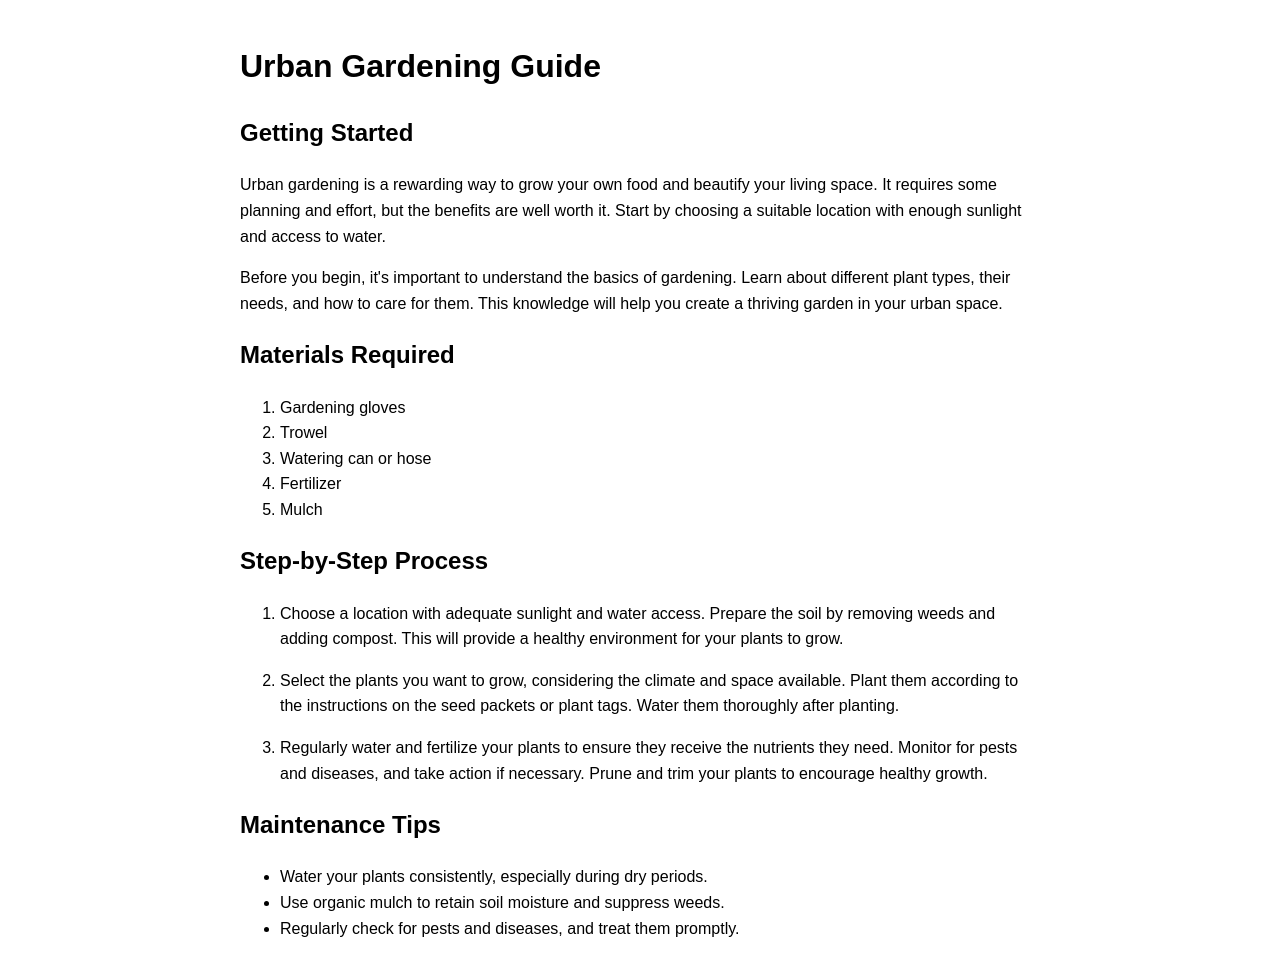 Urban Gardening Guide
Getting Started
Urban gardening is a rewarding way to grow your own food and beautify your living space. It requires some
planning and effort, but the benefits are well worth it. Start by choosing a suitable location with enough sunlight
and access to water.
Before you begin, it's important to understand the basics of gardening. Learn about different plant types, their
needs, and how to care for them. This knowledge will help you create a thriving garden in your urban space.
Materials Required
1. Gardening gloves
2. Trowel
3. Watering can or hose
4. Fertilizer
5. Mulch
Step-by-Step Process
1. Choose a location with adequate sunlight and water access. Prepare the soil by removing weeds and
adding compost. This will provide a healthy environment for your plants to grow.
2. Select the plants you want to grow, considering the climate and space available. Plant them according to
the instructions on the seed packets or plant tags. Water them thoroughly after planting.
3. Regularly water and fertilize your plants to ensure they receive the nutrients they need. Monitor for pests
and diseases, and take action if necessary. Prune and trim your plants to encourage healthy growth.
Maintenance Tips
• Water your plants consistently, especially during dry periods.
• Use organic mulch to retain soil moisture and suppress weeds.
• Regularly check for pests and diseases, and treat them promptly.